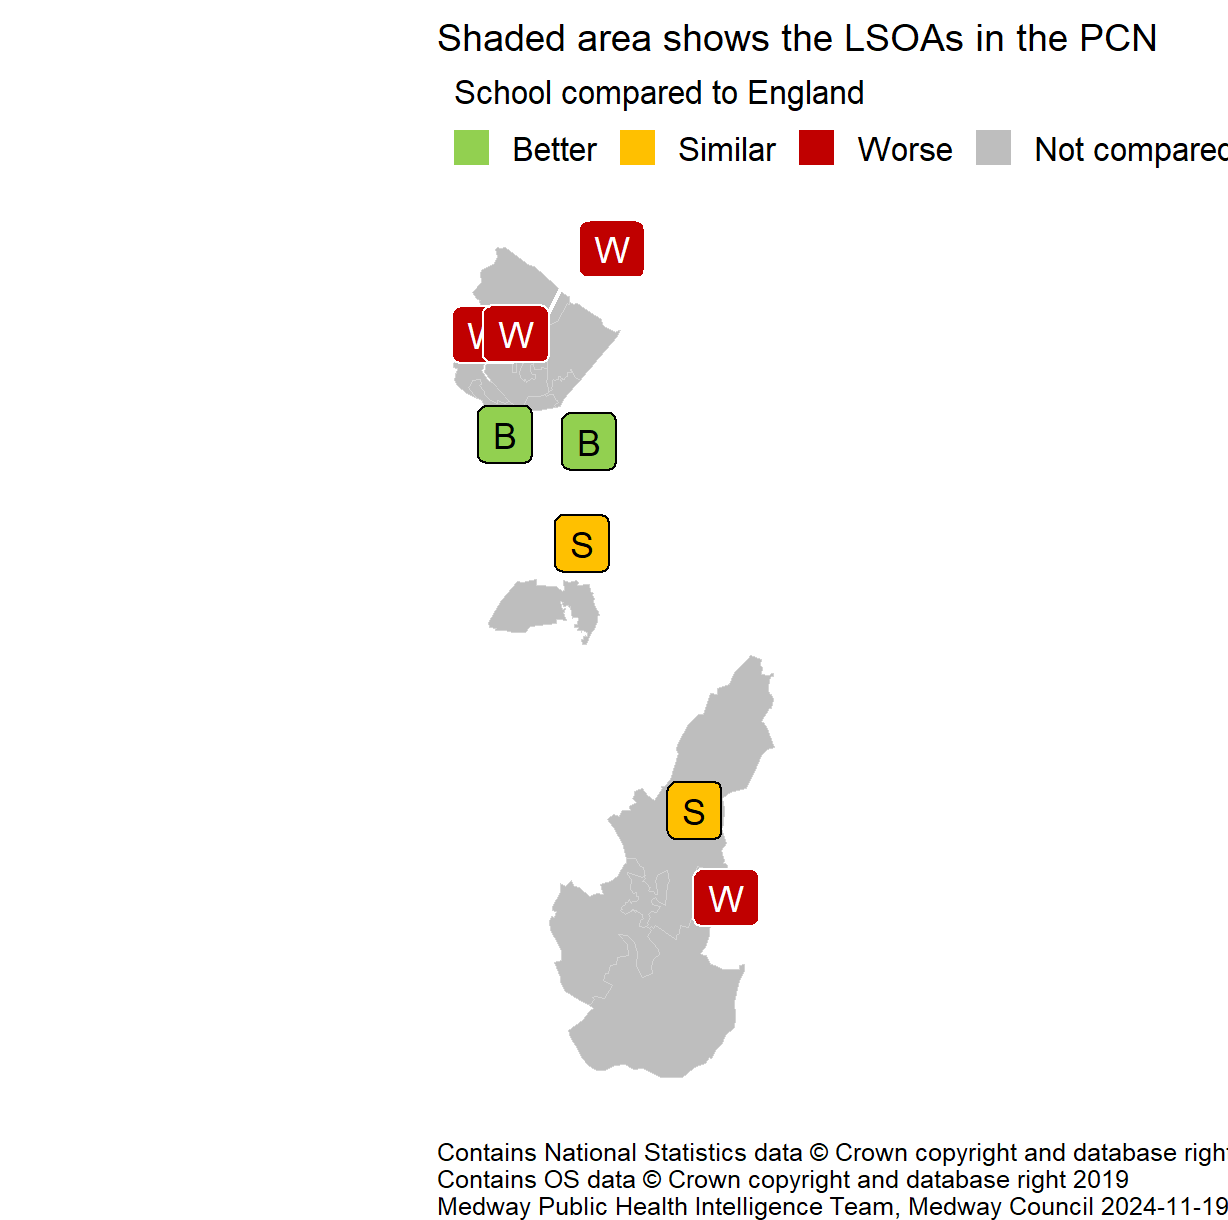 Shaded area shows the LSOAs in the PCN
School compared to England
Better Similar Worse Not compared
W
W W
B B
S
S
W
Contains National Statistics data © Crown copyright and database righ
Contains OS data © Crown copyright and database right 2019
Medway Public Health Intelligence Team, Medway Council 2024-11-19